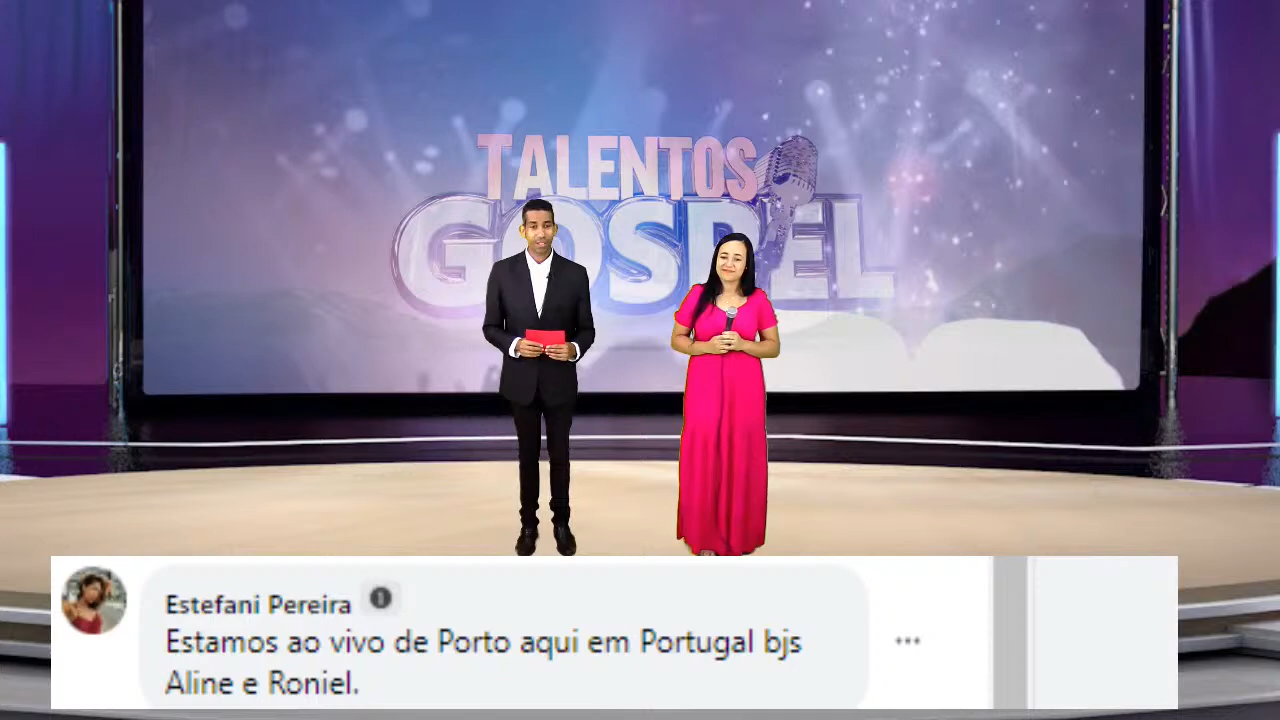 TALENTOS
GOSPEL
Estefani Pereira
Estamos ao vivo de Porto aqui em Portugal bjs
Aline e Roniel.